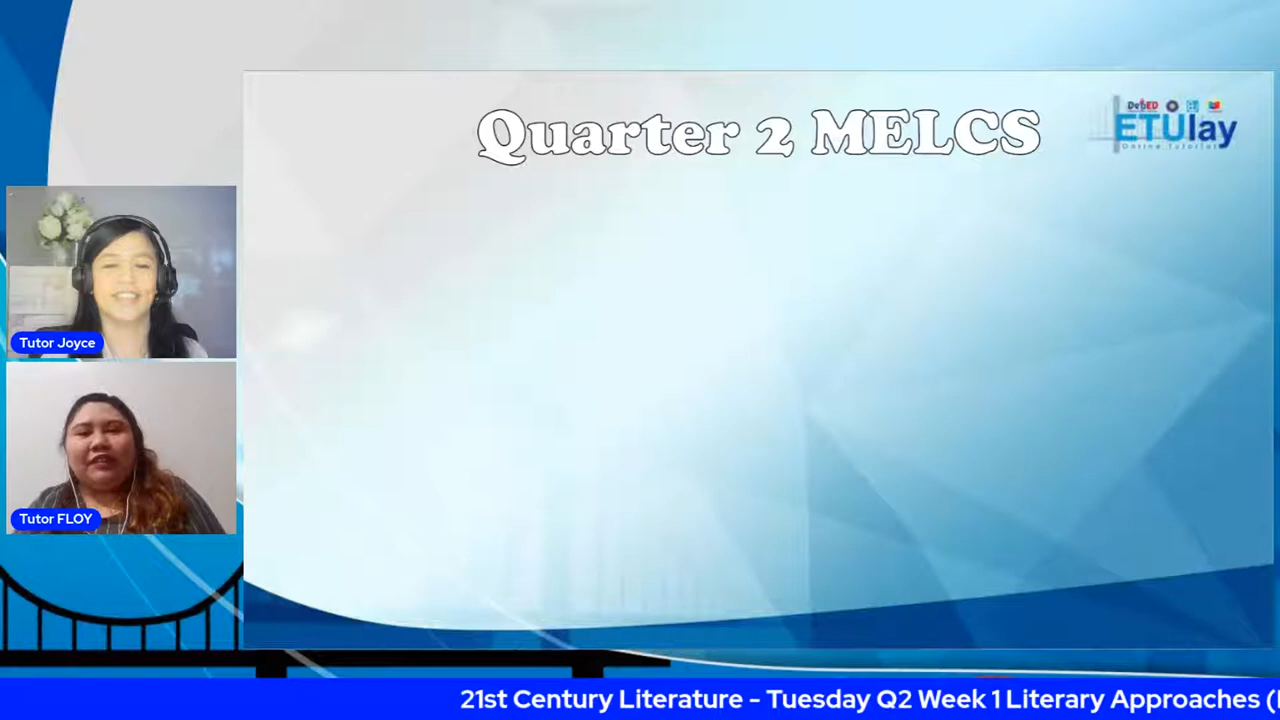 Quarter 2 MELCS
DepED
ETUlay
Online Tutorial
Tutor Joyce
Tutor FLOY
21st Century Literature - Tuesday Q2 Week 1 Literary Approaches (